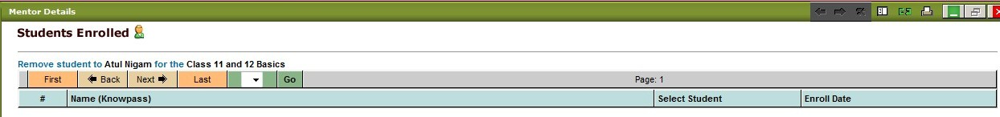 Mentor Details
Students Enrolled
Remove student to Atul Nigam for the Class 11 and 12 Basics
First Back Next Last Go Page: 1
# Name (Knowpass) Select Student Enroll Date